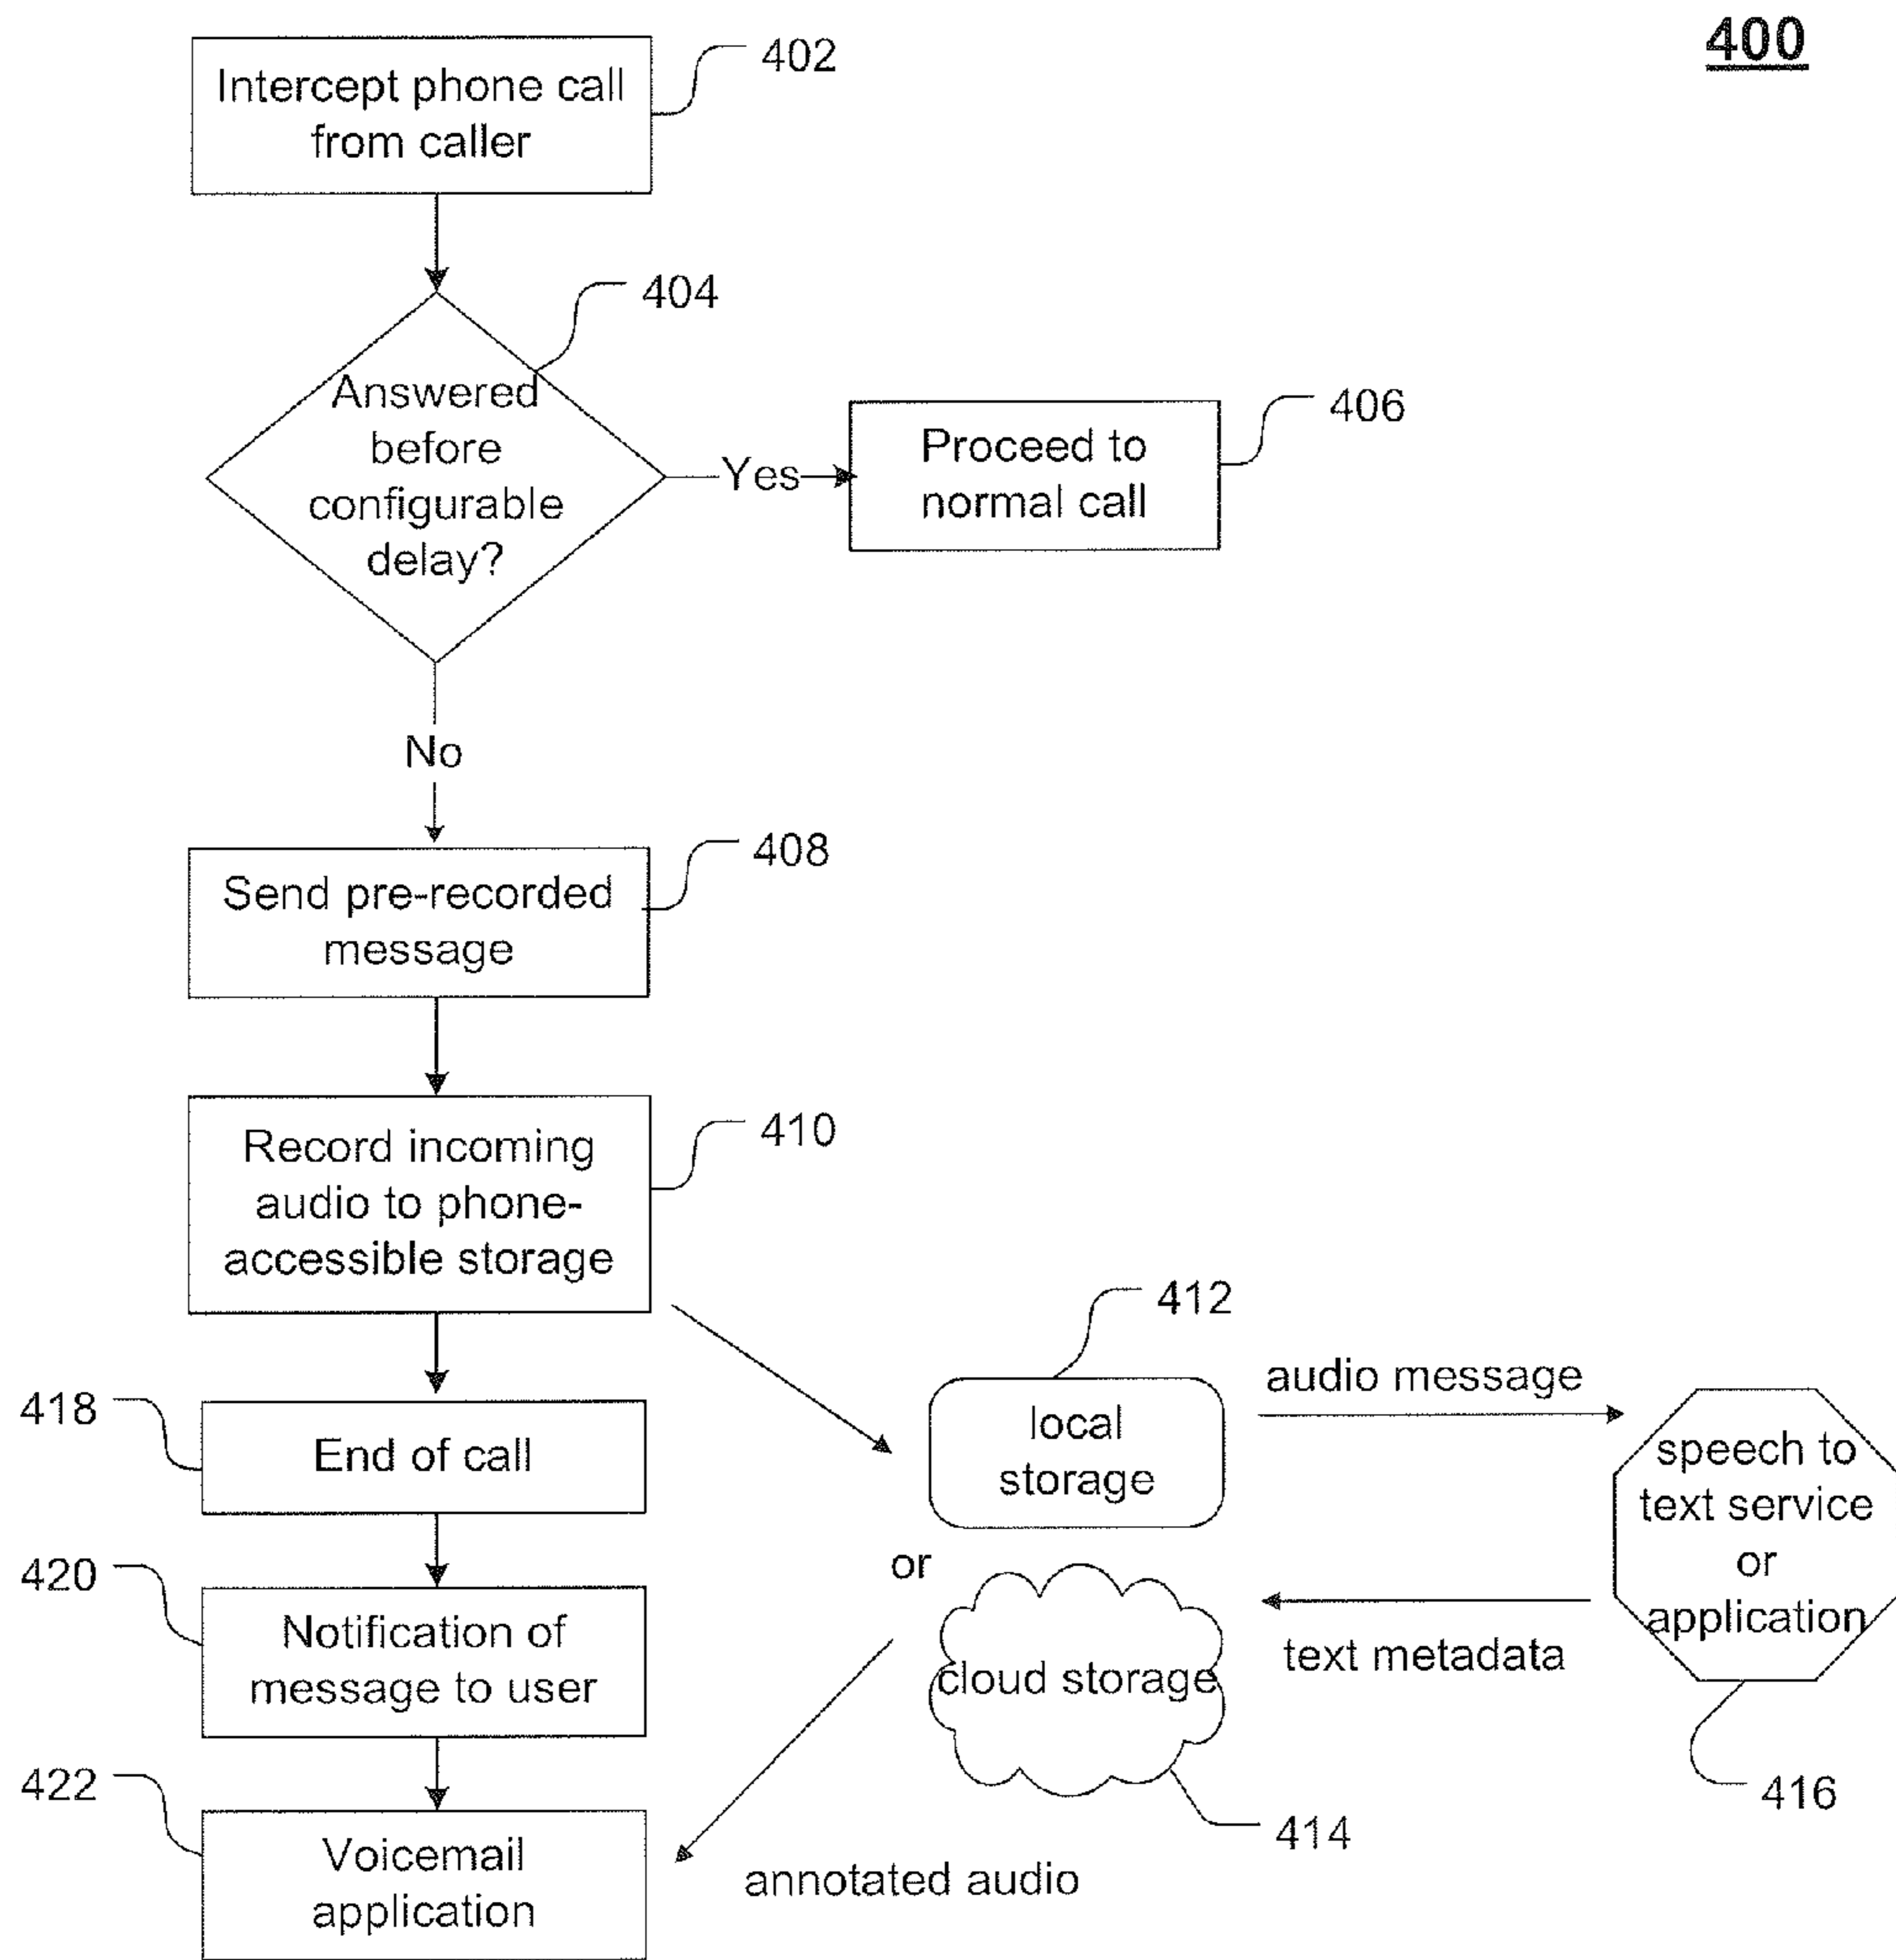 400
402
Intercept phone call
from caller
404
Answered
before
configurable
delay?
Yes
406
Proceed to
normal call
No
408
Send pre-recorded
message
410
Record incoming
audio to phone-
accessible storage
412
local
storage
audio message
speech to
text service
or
application
416
418
End of call
or
420
Notification of
message to user
cloud storage
text metadata
414
422
Voicemail
application
annotated audio